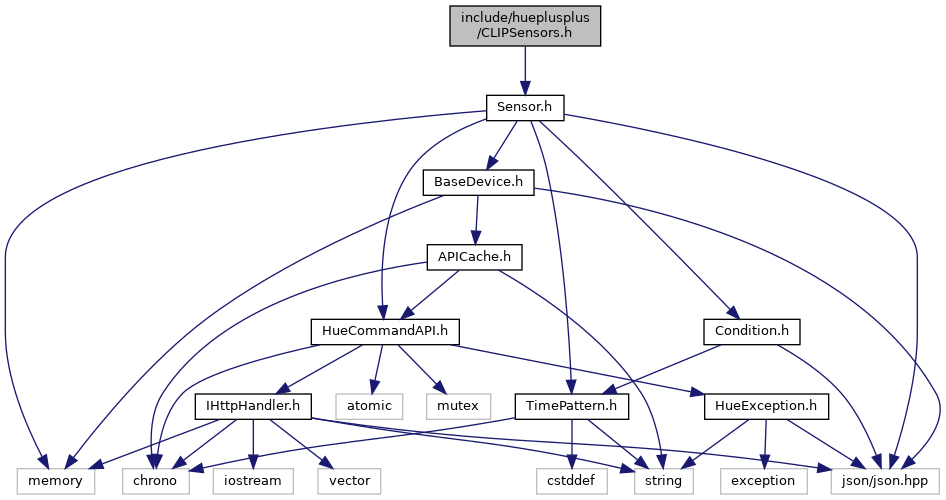 include/hueplusplus
/CLIPSensors.h
Sensor.h
BaseDevice.h
APICache.h
HueCommandAPI.h
Condition.h
IHttpHandler.h
atomic
mutex
TimePattern.h
HueException.h
memory
chrono
iostream
vector
cstddef
string
exception
json/json.hpp